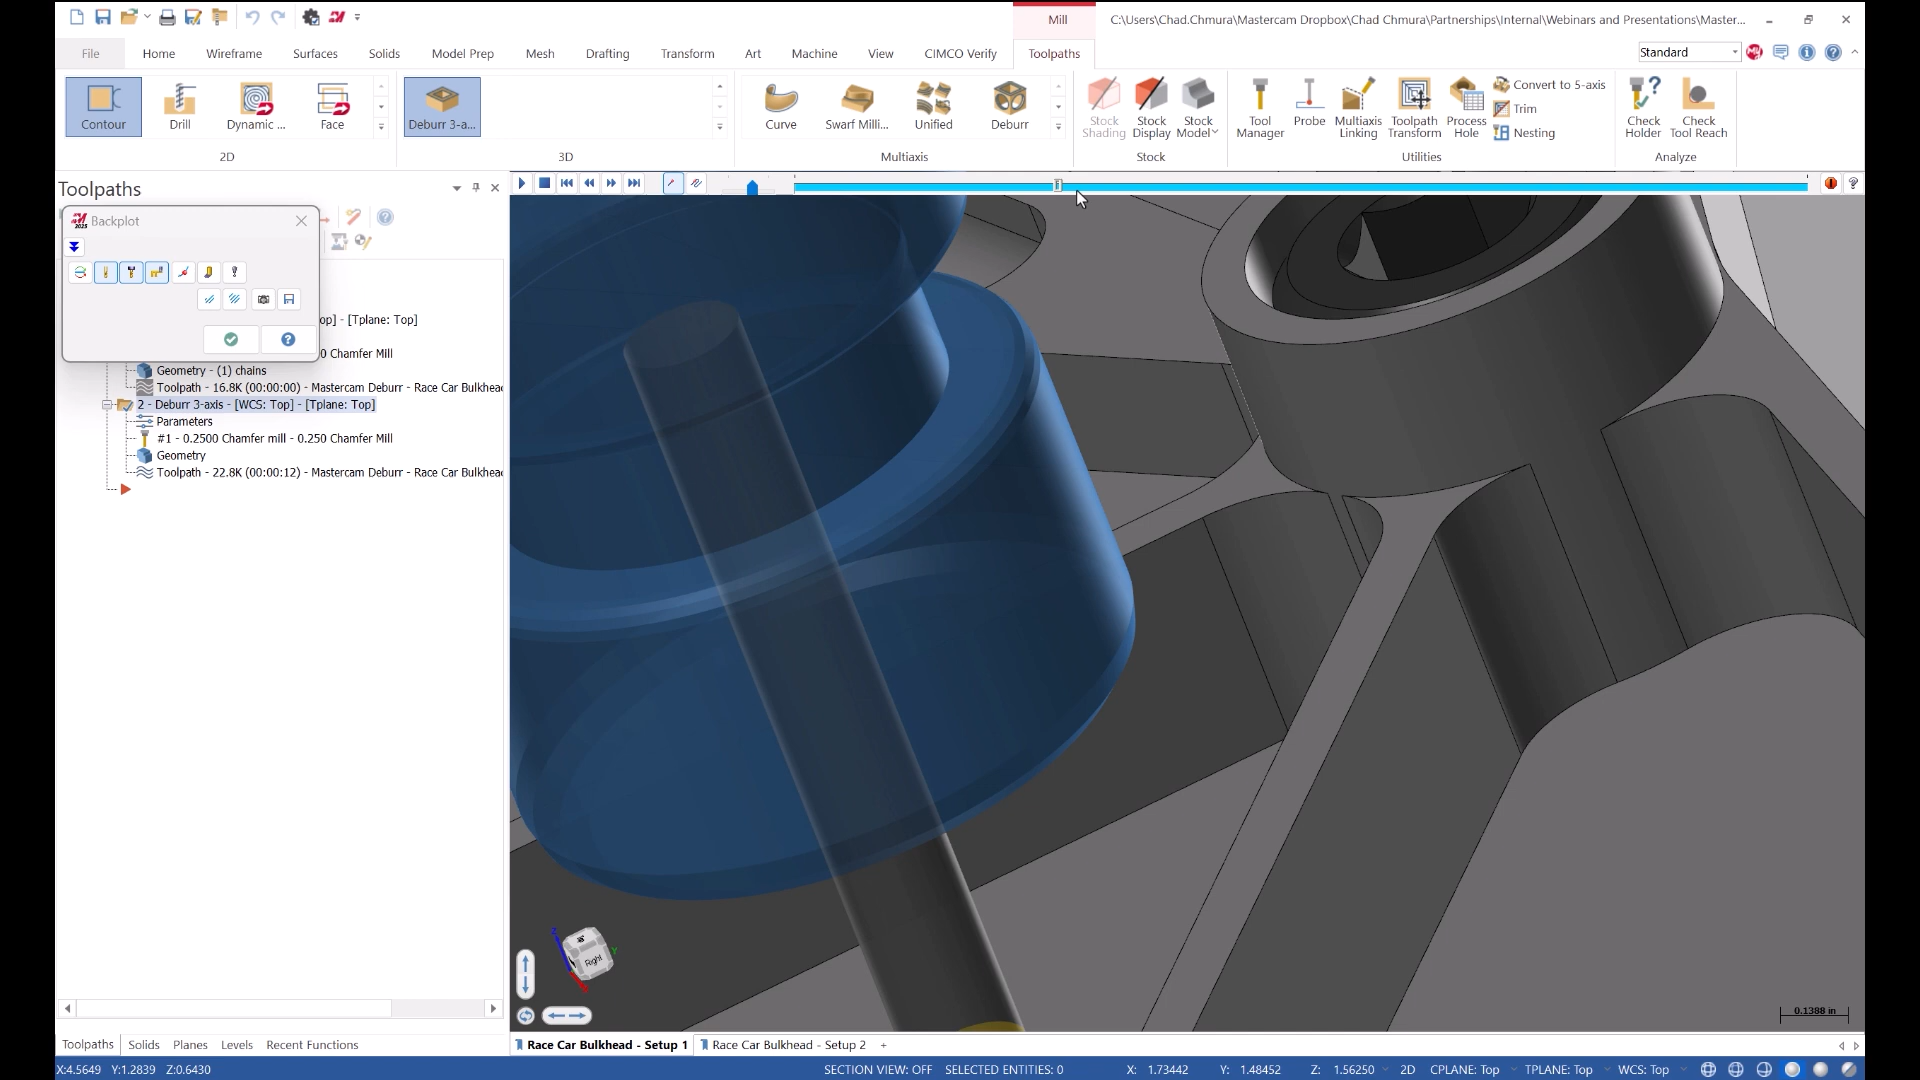 Mill
C:\Users\Chad.Chmura\Mastercam Dropbox\Chad Chmura\Partnerships\Internal\Webinars and Presentations\Master...
File Home Wireframe Surfaces Solids Model Prep Mesh Drafting Transform Art Machine View CIMCO Verify Toolpaths
Standard
Contour Drill Dynamic ... Face
Deburr 3-a...
Curve Swarf Milli... Unified Deburr
Stock Shading Stock Display Stock Model
Tool Manager Probe Multiaxis Linking Toolpath Transform Process Hole
Convert to 5-axis
Trim
Nesting
Check Holder Check Tool Reach
2D 3D Multiaxis Stock Utilities Analyze
Toolpaths
Backplot
op] - [Tplane: Top]
0 Chamfer Mill
Geometry - (1) chains
Toolpath - 16.8K (00:00:00) - Mastercam Deburr - Race Car Bulkhea
2 - Deburr 3-axis - [WCS: Top] - [Tplane: Top]
Parameters
#1 - 0.2500 Chamfer mill - 0.250 Chamfer Mill
Geometry
Toolpath - 22.8K (00:00:12) - Mastercam Deburr - Race Car Bulkhea
Right
Z
Y
0.1388 in
Toolpaths Solids Planes Levels Recent Functions
Race Car Bulkhead - Setup 1 Race Car Bulkhead - Setup 2 +
X:4.5649 Y:1.2839 Z:0.6430 SECTION VIEW: OFF SELECTED ENTITIES: 0 X: 1.73442 Y: 1.48452 Z: 1.56250 2D CPLANE: Top TPLANE: Top WCS: Top